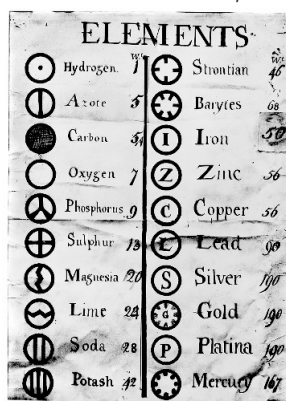 ELEMENTS
Hydrogen. 1
Azote 5
Carbon 5
Oxygen 7
Phosphorus 9
Sulphur 13
Magnesia 20
Lime 24
Soda 28
Potash 42
Wt
Strontian 46
Barytes 68
I Iron 50
Z Zinc 56
C Copper 56
L Lead 90
S Silver 190
G Gold 190
P Platina 190
Mercury 167